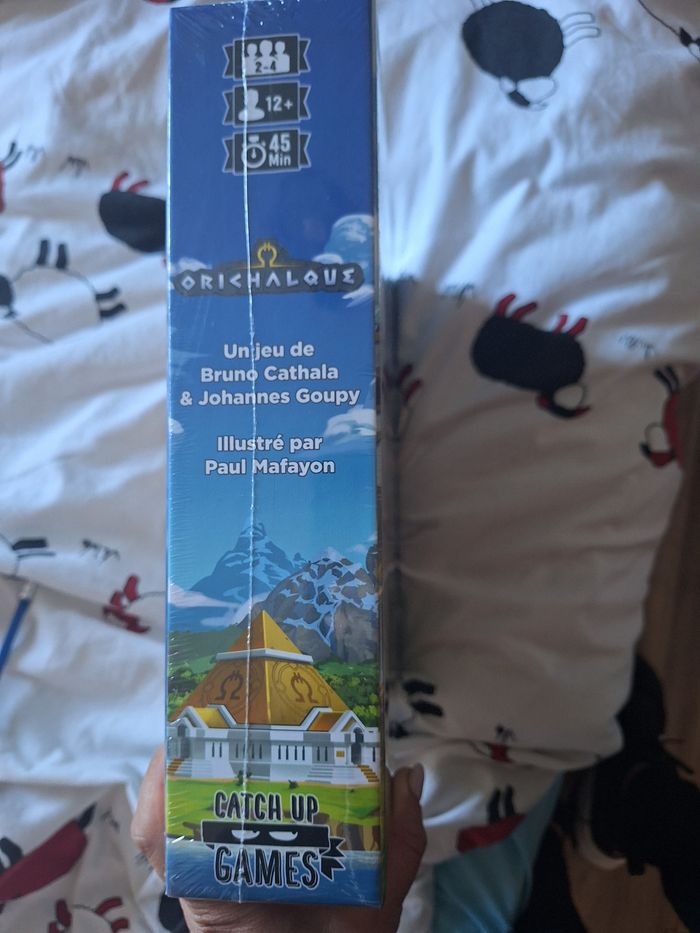 2-4
12+
45
Min
ORICHALQUE
Un jeu de
Bruno Cathala
& Johannes Goupy
Illustré par
Paul Mafayon
CATCH UP
GAMES